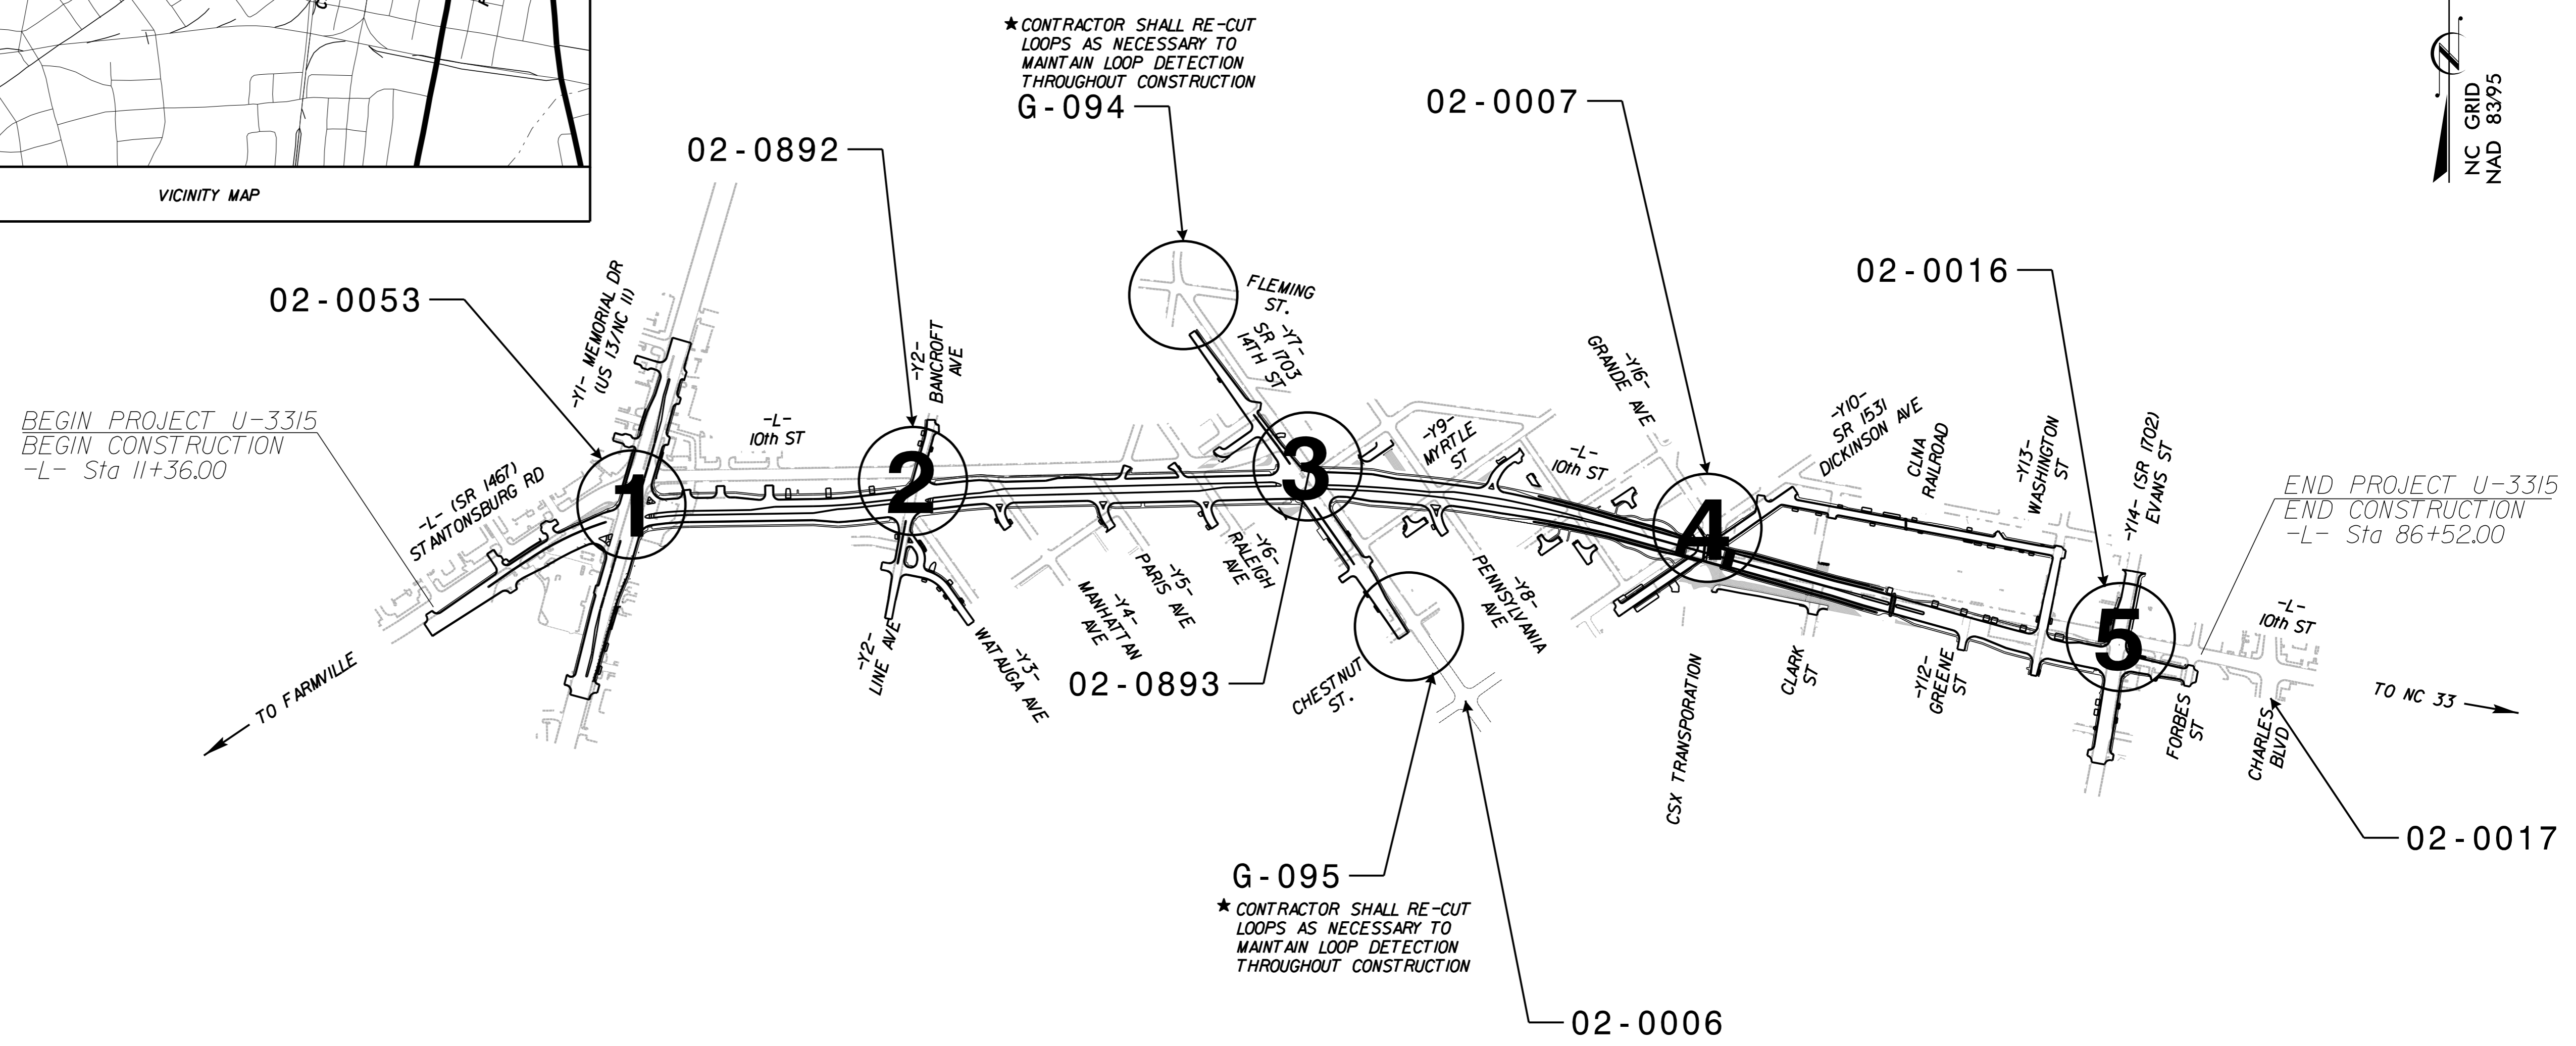 ★ CONTRACTOR SHALL RE-CUT
LOOPS AS NECESSARY TO
MAINTAIN LOOP DETECTION
THROUGHOUT CONSTRUCTION
G-094
02-0007
NC GRID
NAD 83/95
02-0892
VICINITY MAP
02-0053
02-0016
-Y1- MEMORIAL DR
(US 13/NC 11)
-Y2-
BANCROFT
AVE
FLEMING
ST.
-Y7-
SR 1703
14TH ST
-Y16-
GRANDE AVE
-Y10-
SR 1531
DICKINSON AVE
CLNA
RAILROAD
-Y13-
WASHINGTON
ST
-Y14- (SR 1702)
EVANS ST
BEGIN PROJECT U-3315
BEGIN CONSTRUCTION
-L- Sta 11+36.00
-L-
10th ST
-Y9-
MYRTLE
ST
-L-
10th ST
END PROJECT U-3315
END CONSTRUCTION
-L- Sta 86+52.00
-L- (SR 1467)
STANTONSBURG RD
1
2
3
4
5
-Y2-
LINE AVE
-Y3-
WATAUGA AVE
-Y4-
MANHATTAN
AVE
-Y5-
PARIS AVE
-Y6-
RALEIGH
AVE
-Y8-
PENNSYLVANIA
AVE
-L-
10th ST
TO FARMVILLE
02-0893
CHESTNUT
ST.
CSX TRANSPORATION
CLARK
ST
-Y12-
GREENE
ST
FORBES
ST
CHARLES
BLVD
TO NC 33
02-0017
G-095
★ CONTRACTOR SHALL RE-CUT
LOOPS AS NECESSARY TO
MAINTAIN LOOP DETECTION
THROUGHOUT CONSTRUCTION
02-0006